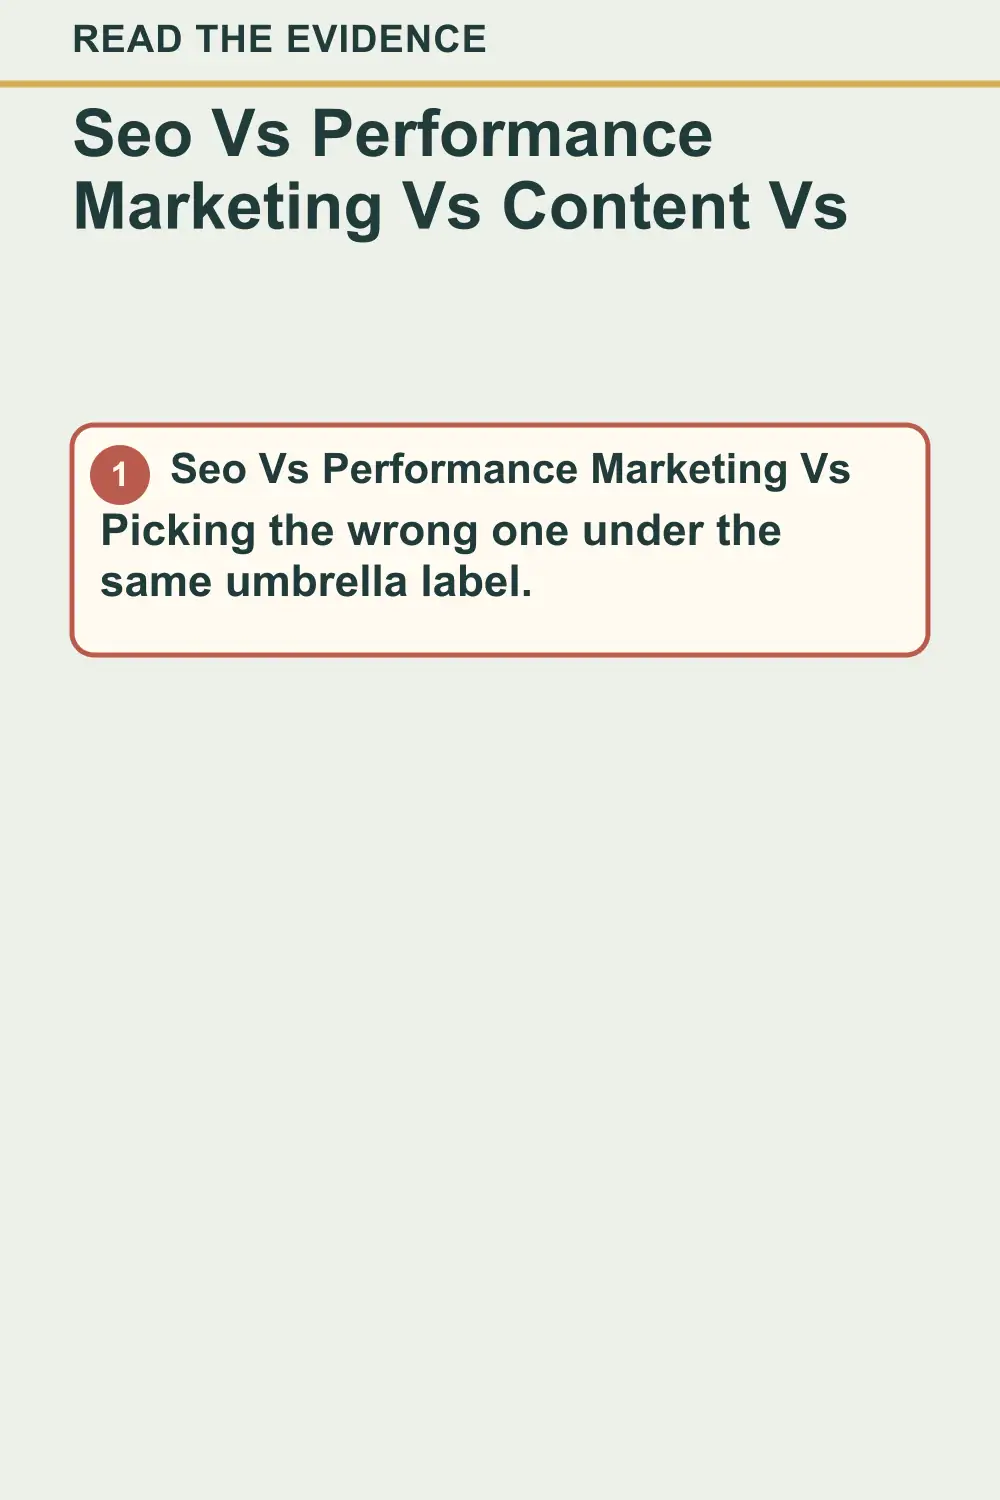 READ THE EVIDENCE
Seo Vs Performance
Marketing Vs Content Vs
1 Seo Vs Performance Marketing Vs
Picking the wrong one under the
same umbrella label.